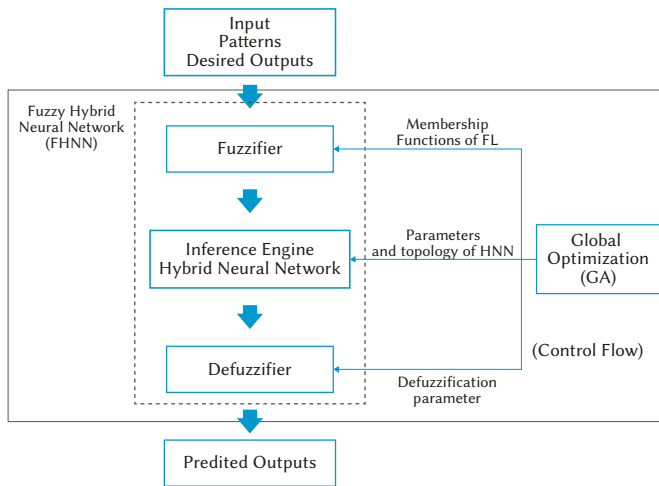 Input
Patterns
Desired Outputs
Fuzzy Hybrid
Neural Network
(FHNN)
Fuzzifier
Membership
Functions of FL
Inference Engine
Hybrid Neural Network
Parameters
and topology of HNN
Global
Optimization
(GA)
(Control Flow)
Defuzzifier
Defuzzification
parameter
Predited Outputs